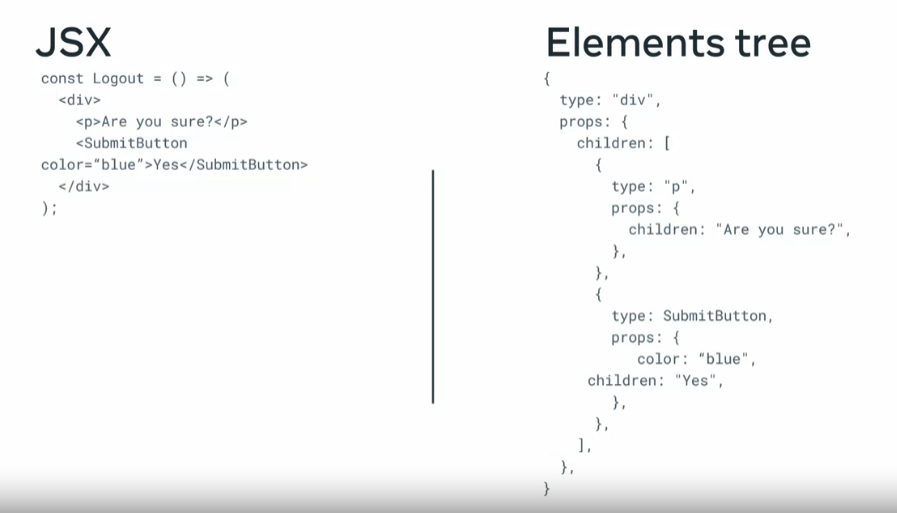 JSX
const Logout = () => (
<div>
<p>Are you sure?</p>
<SubmitButton
color=“blue”>Yes</SubmitButton>
</div>
);
Elements tree
{
type: "div",
props: {
children: [
{
type: "p",
props: {
children: "Are you sure?",
},
},
{
type: SubmitButton,
props: {
color: “blue",
children: "Yes",
},
},
],
},
}